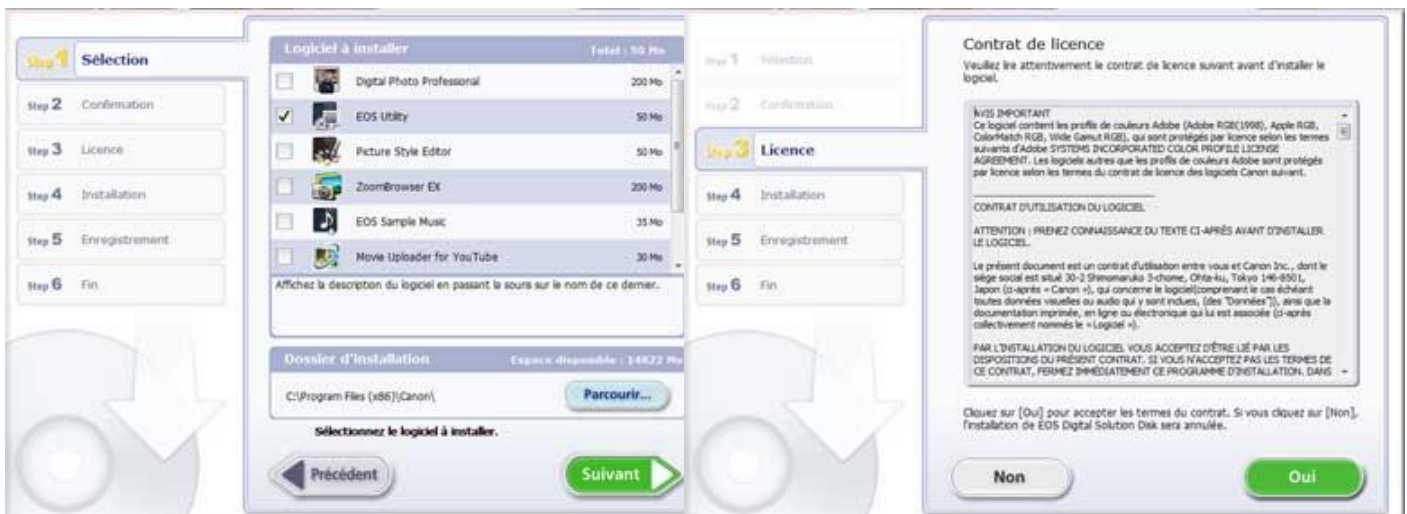 Step 1 Sélection
Step 2 Confirmation
Step 3 Licence
Step 4 Installation
Step 5 Enregistrement
Step 6 Fin
Logiciel à installer Total : 50 Mo
Digital Photo Professional 200 Mo
EOS Utility 50 Mo
Picture Style Editor 50 Mo
ZoomBrowser EX 200 Mo
EOS Sample Music 35 Mo
Movie Uploader for YouTube 30 Mo
Affichez la description du logiciel en passant la souris sur le nom de ce dernier.
Dossier d'installation Espace disponible : 14822 Mo
C:\Program Files (x86)\Canon\
Parcourir...
Sélectionnez le logiciel à installer.
Précédent
Suivant
Step 1 Sélection
Step 2 Confirmation
Step 3 Licence
Step 4 Installation
Step 5 Enregistrement
Step 6 Fin
Contrat de licence
Veuillez lire attentivement le contrat de licence suivant avant d'installer le
logiciel.
AVIS IMPORTANT
Ce logiciel contient les profils de couleurs Adobe (Adobe RGB(1998), Apple RGB,
ColorMatch RGB, Wide Gamut RGB), qui sont protégés par licence selon les termes
suivants d'Adobe SYSTEMS INCORPORATED COLOR PROFILE LICENSE
AGREEMENT. Les logiciels autres que les profils de couleurs Adobe sont protégés
par licence selon les termes du contrat de licence des logiciels Canon suivant.
CONTRAT D'UTILISATION DU LOGICIEL
ATTENTION : PRENEZ CONNAISSANCE DU TEXTE CI-APRÈS AVANT D'INSTALLER
LE LOGICIEL.
Le présent document est un contrat d'utilisation entre vous et Canon Inc., dont le
siège social est situé 30-2 Shimomaruko 3-chome, Ohta-ku, Tokyo 146-8501,
Japon (ci-après « Canon »), qui concerne le logiciel(comprenant le cas échéant
toutes données visuelles ou audio qui y sont inclues, (des "Données")), ainsi que la
documentation imprimée, en ligne ou électronique qui lui est associée (ci-après
collectivement nommés le « Logiciel »).
PAR L'INSTALLATION DU LOGICIEL VOUS ACCEPTEZ D'ÊTRE LIÉ PAR LES
DISPOSITIONS DU PRÉSENT CONTRAT. SI VOUS N'ACCEPTEZ PAS LES TERMES DE
CE CONTRAT, FERMEZ IMMÉDIATEMENT CE PROGRAMME D'INSTALLATION. DANS
Cliquez sur [Oui] pour accepter les termes du contrat. Si vous cliquez sur [Non],
l'installation de EOS Digital Solution Disk sera annulée.
Non
Oui